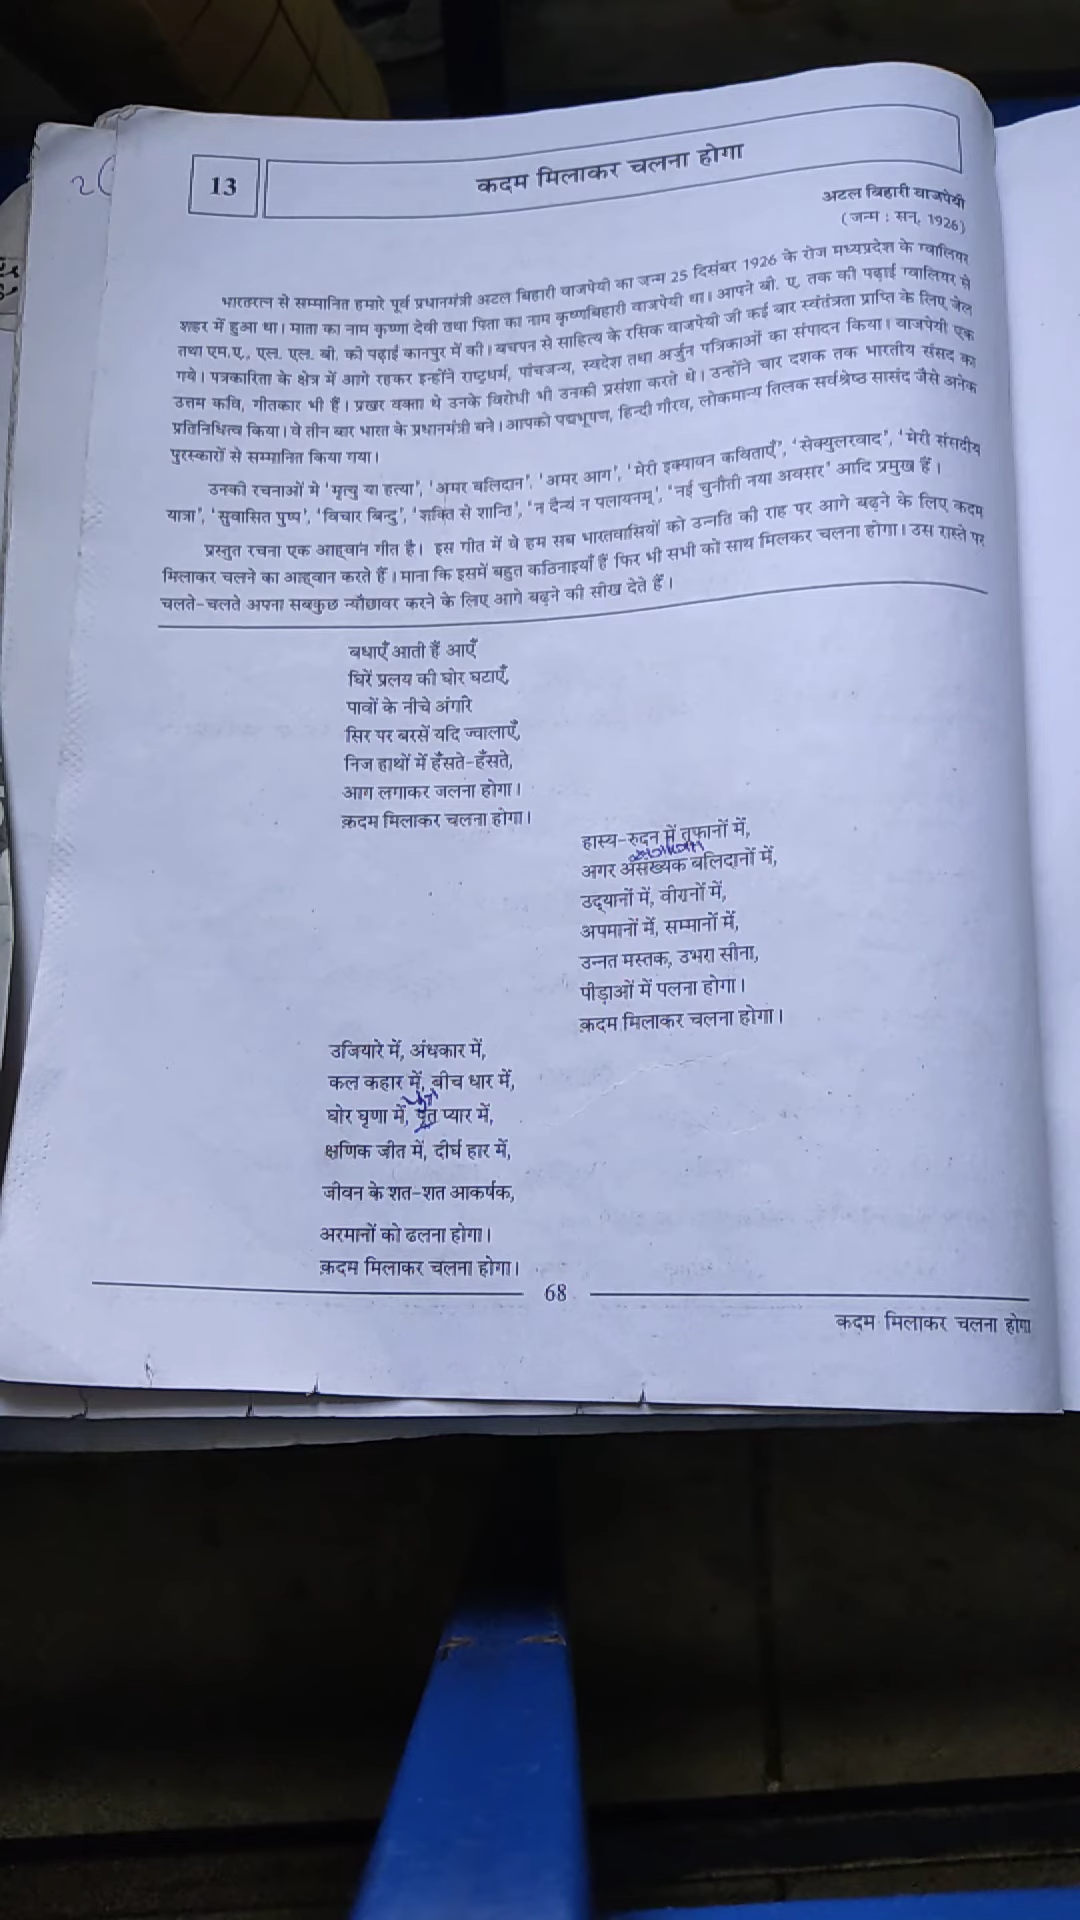 13
कदम मिलाकर चलना होगा
अटल बिहारी वाजपेयी
(जन्म : सन्, 1926)
भारतरत्न से सम्मानित हमारे पूर्व प्रधानमंत्री अटल बिहारी वाजपेयी का जन्म 25 दिसंबर 1926 के रोज मध्यप्रदेश के ग्वालियर
शहर में हुआ था। माता का नाम कृष्णा देवी तथा पिता का नाम कृष्णबिहारी वाजपेयी था। आपने बी. ए. तक की पढ़ाई ग्वालियर से
तथा एम.ए., एल. एल. बी. की पढ़ाई कानपुर में की। बचपन से साहित्य के रसिक वाजपेयी जी कई बार स्वंतंत्रता प्राप्ति के लिए जेल
गये। पत्रकारिता के क्षेत्र में आगे रहकर इन्होंने राष्ट्रधर्म, पांचजन्य, स्वदेश तथा अर्जुन पत्रिकाओं का संपादन किया। वाजपेयी एक
उत्तम कवि, गीतकार भी हैं। प्रखर वक्ता थे उनके विरोधी भी उनकी प्रसंशा करते थे। उन्होंने चार दशक तक भारतीय संसद का
प्रतिनिधित्व किया। वे तीन बार भारत के प्रधानमंत्री बने। आपको पद्मभूषण, हिन्दी गौरव, लोकमान्य तिलक सर्वश्रेष्ठ सासंद जैसे अनेक
पुरस्कारों से सम्मानित किया गया।
उनकी रचनाओं मे 'मृत्यु या हत्या', 'अमर बलिदान', 'अमर आग', 'मेरी इक्यावन कविताएँ', 'सेक्युलरवाद', 'मेरी संसदीय
यात्रा', 'सुवासित पुष्प', 'विचार बिन्दु', 'शक्ति से शान्ति', 'न दैन्यं न पलायनम्', 'नई चुनौती नया अवसर' आदि प्रमुख हैं।
प्रस्तुत रचना एक आह्वान गीत है। इस गीत में ये हम सब भारतवासियों को उन्नति की राह पर आगे बढ़ने के लिए कदम
मिलाकर चलने का आह्वान करते हैं। माना कि इसमें बहुत कठिनाइयाँ हैं फिर भी सभी को साथ मिलकर चलना होगा। उस रास्ते पर
चलते-चलते अपना सबकुछ न्यौछावर करने के लिए आगे बढ़ने की सीख देते हैं।
बधाएँ आती हैं आएँ
घिरें प्रलय की घोर घटाएँ,
पावों के नीचे अंगारे
सिर पर बरसें यदि ज्वालाएँ,
निज हाथों में हँसते-हँसते,
आग लगाकर जलना होगा।
क़दम मिलाकर चलना होगा।
हास्य-रुदन में तूफानों में,
अगर असंख्यक बलिदानों में,
उद्यानों में, वीरानों में,
अपमानों में, सम्मानों में,
उन्नत मस्तक, उभरा सीना,
पीड़ाओं में पलना होगा।
क़दम मिलाकर चलना होगा।
उजियारे में, अंधकार में,
कल कहार में, बीच धार में,
घोर घृणा में, पूत प्यार में,
क्षणिक जीत में, दीर्घ हार में,
जीवन के शत-शत आकर्षक,
अरमानों को ढलना होगा।
क़दम मिलाकर चलना होगा।
68
कदम मिलाकर चलना होगा